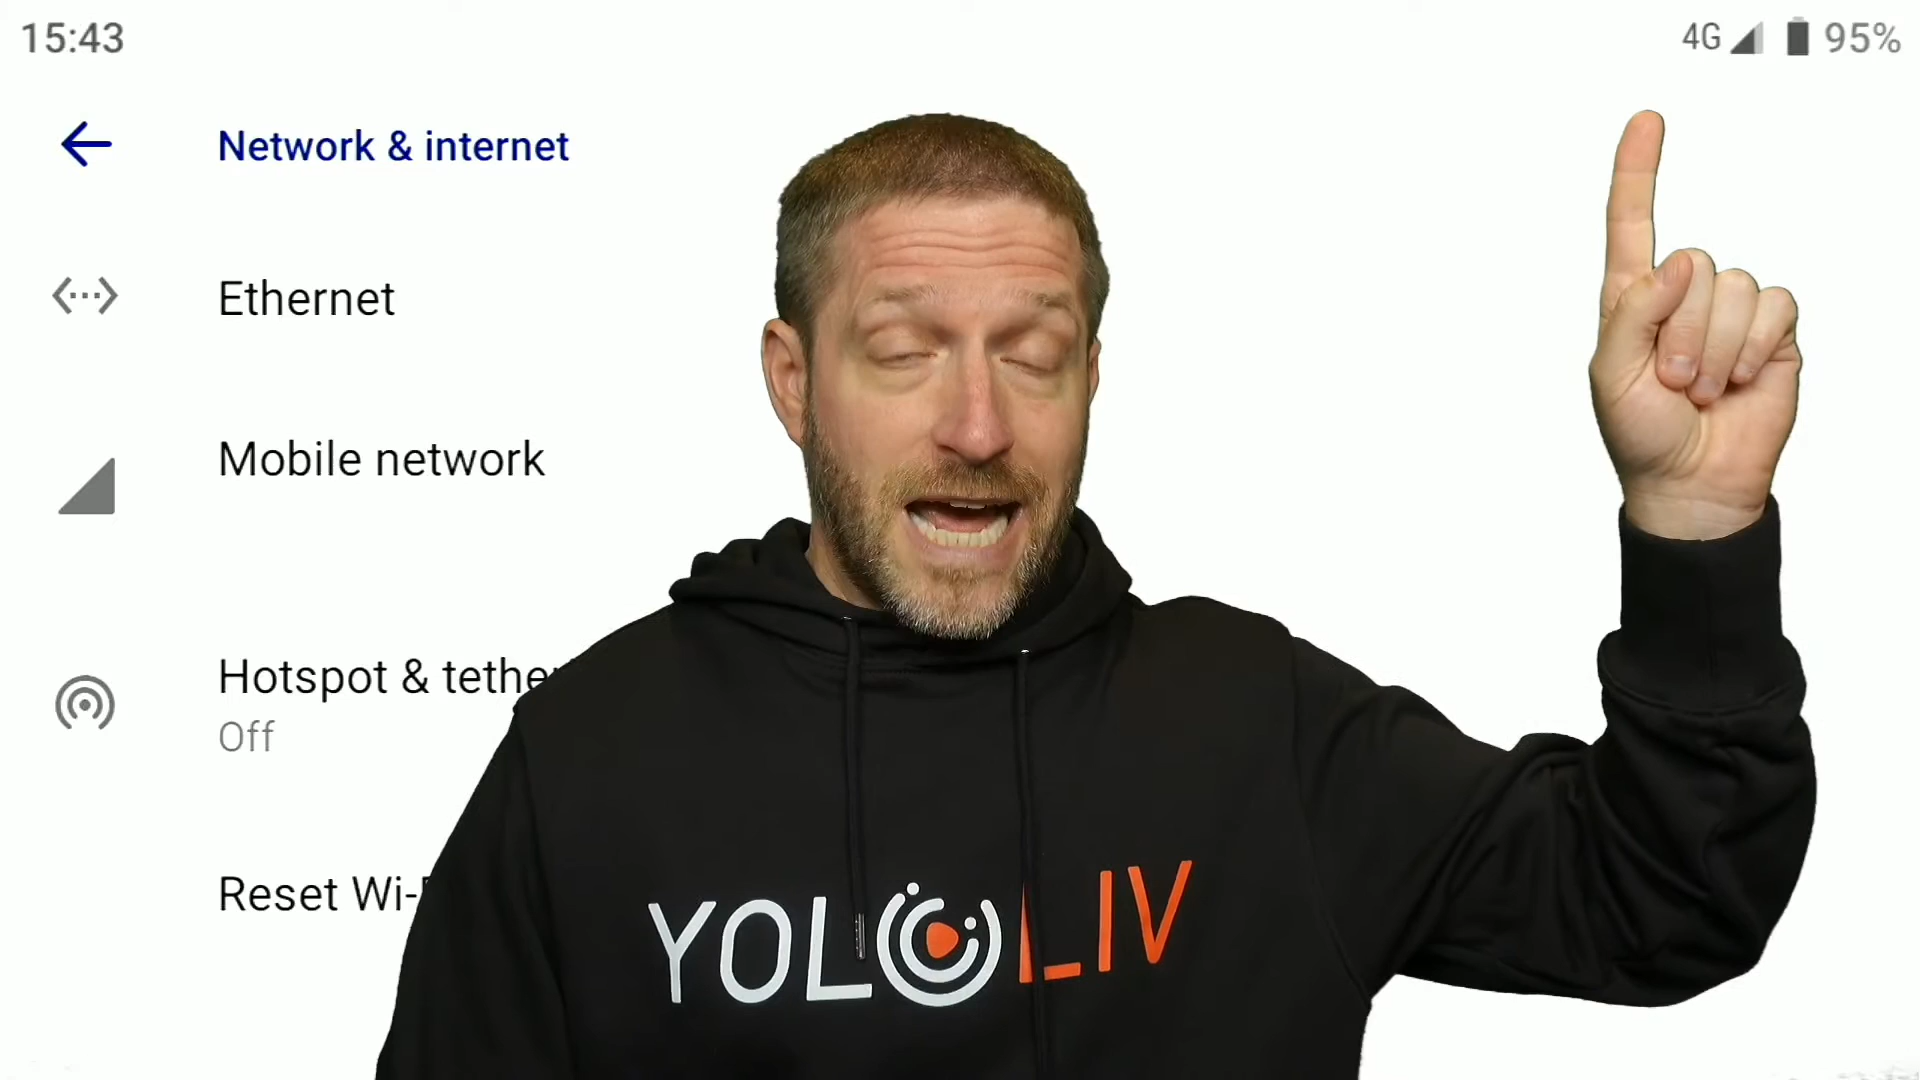 15:43
4G 95%
Network & internet
Ethernet
Mobile network
Hotspot & tethe
Off
Reset Wi-
YOLOLIV